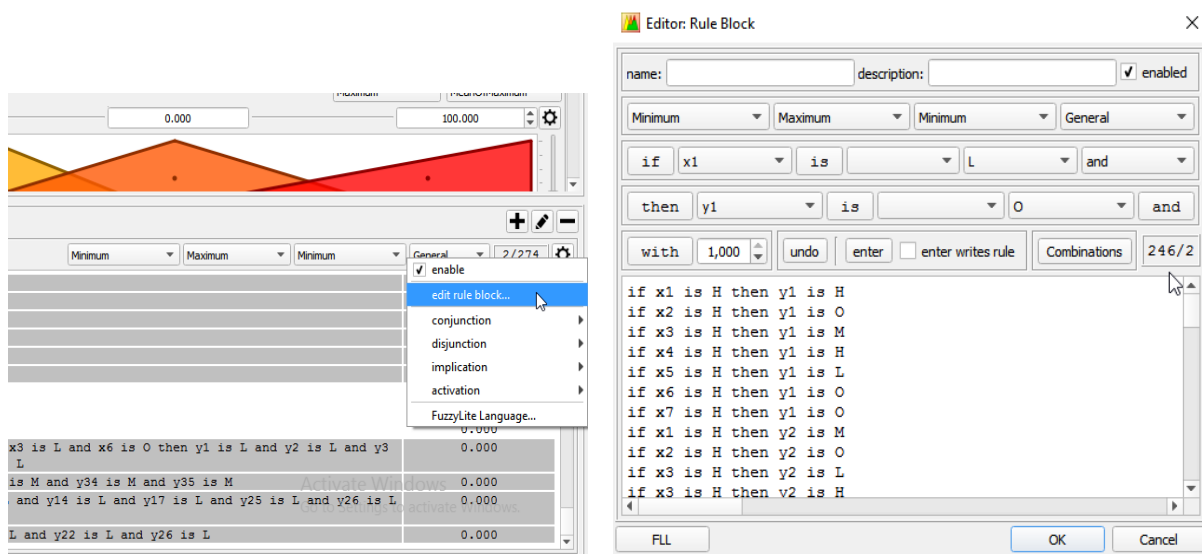 0.000
100.000
Minimum Maximum Minimum General 2/274
enable
edit rule block...
conjunction
disjunction
implication
activation
FuzzyLite Language...
0.000
x3 is L and x6 is O then y1 is L and y2 is L and y3 0.000
L
is M and y34 is M and y35 is M 0.000
and y14 is L and y17 is L and y25 is L and y26 is L 0.000
L and y22 is L and y26 is L 0.000
Activate Windows
Go to Settings to activate Windows.
Editor: Rule Block
name: description: enabled
Minimum Maximum Minimum General
if x1 is L and
then y1 is O and
with 1,000 undo enter enter writes rule Combinations 246/2
if x1 is H then y1 is H
if x2 is H then y1 is O
if x3 is H then y1 is M
if x4 is H then y1 is H
if x5 is H then y1 is L
if x6 is H then y1 is O
if x7 is H then y1 is O
if x1 is H then y2 is M
if x2 is H then y2 is O
if x3 is H then y2 is L
if x3 is H then y2 is H
FLL OK Cancel